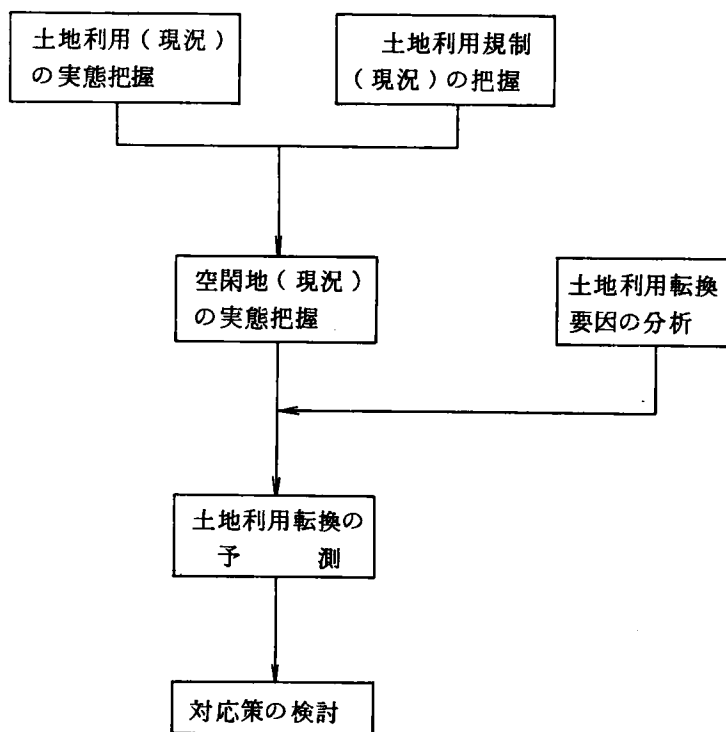 土地利用（現況）
の実態把握
土地利用規制
（現況）の把握
空閑地（現況）
の実態把握
土地利用転換
要因の分析
土地利用転換の
予　　測
対応策の検討